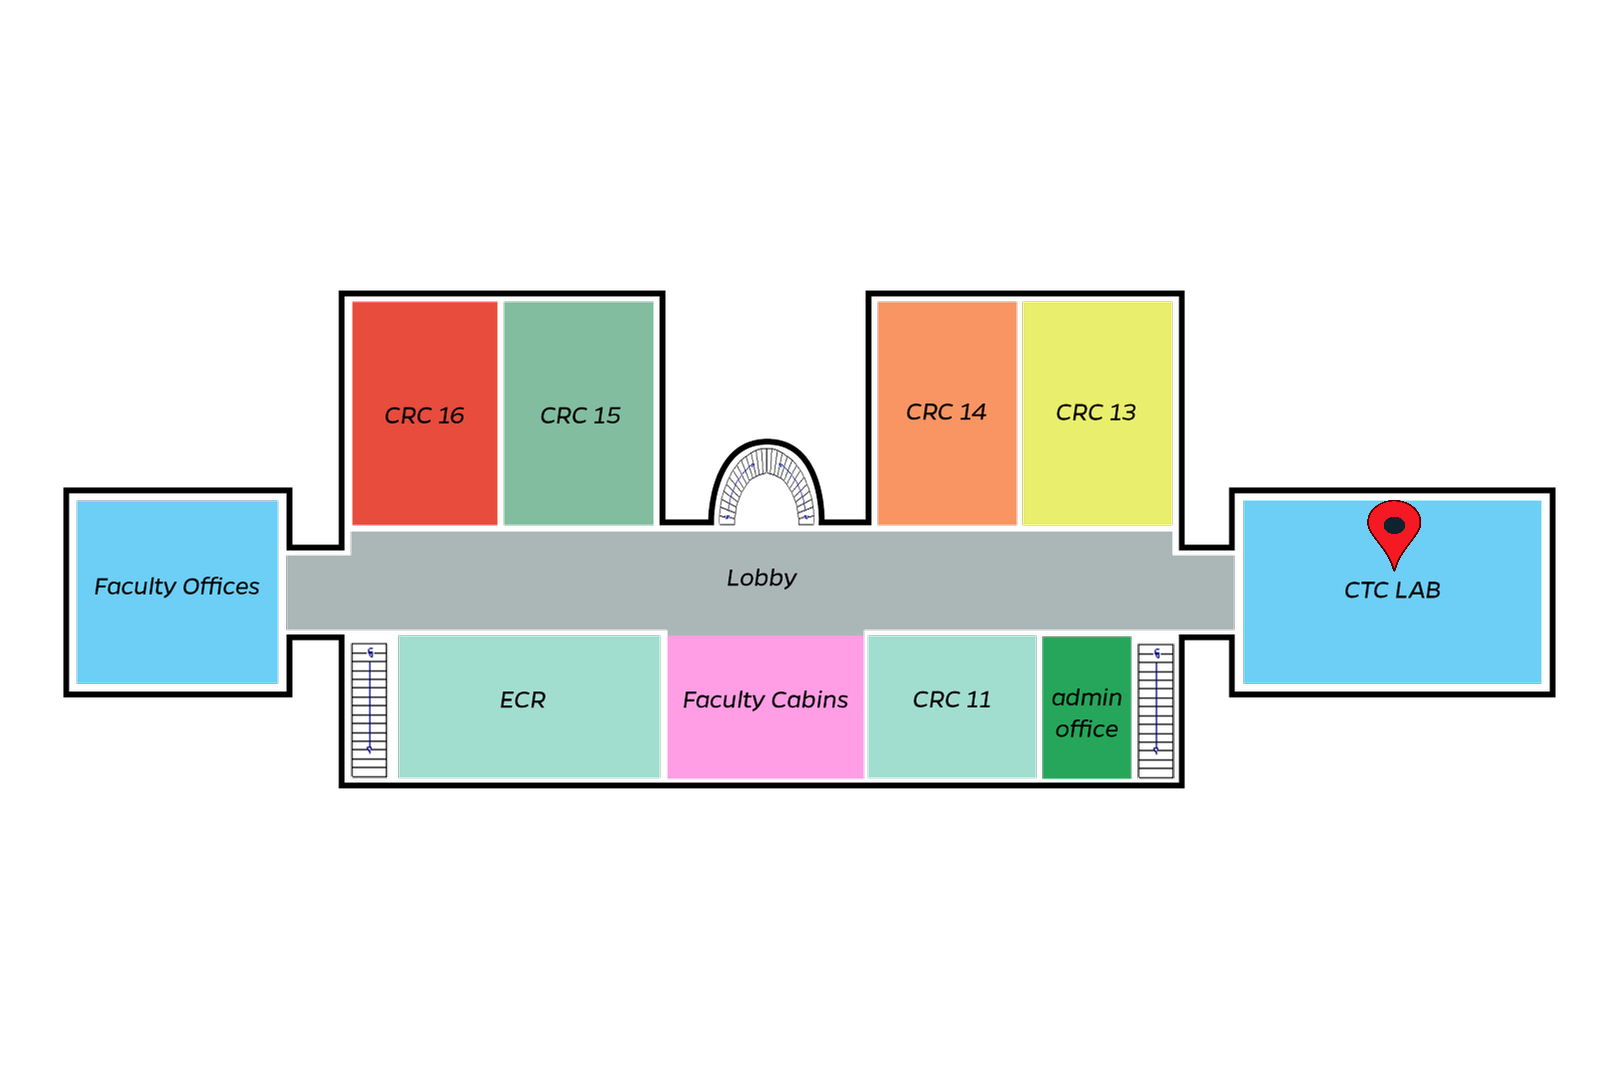 CRC 16
CRC 15
CRC 14
CRC 13
Faculty Offices
Lobby
CTC LAB
ECR
Faculty Cabins
CRC 11
admin
office